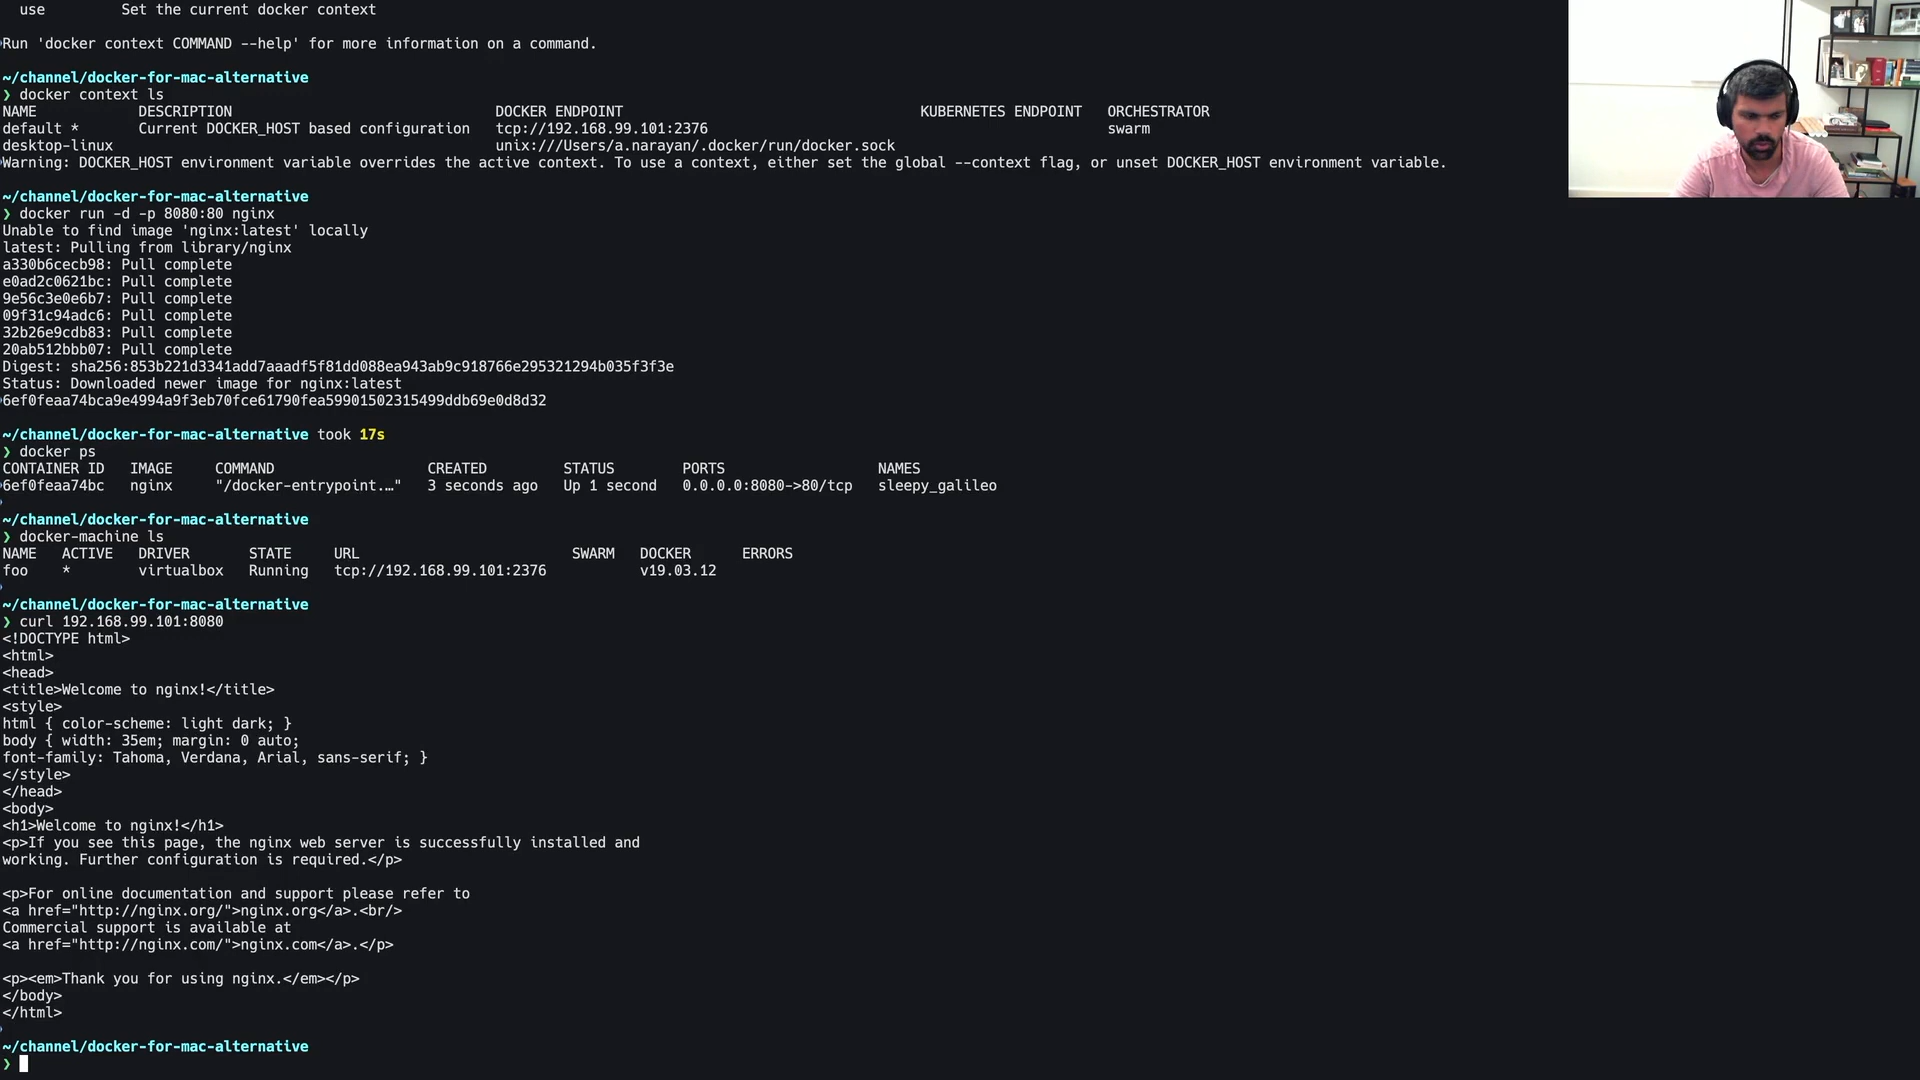 use         Set the current docker context
Run 'docker context COMMAND --help' for more information on a command.
~/channel/docker-for-mac-alternative
❯ docker context ls
NAME            DESCRIPTION                               DOCKER ENDPOINT                                   KUBERNETES ENDPOINT   ORCHESTRATOR
default *       Current DOCKER_HOST based configuration   tcp://192.168.99.101:2376                                               swarm
desktop-linux                                             unix:///Users/a.narayan/.docker/run/docker.sock
Warning: DOCKER_HOST environment variable overrides the active context. To use a context, either set the global --context flag, or unset DOCKER_HOST environment variable.
~/channel/docker-for-mac-alternative
❯ docker run -d -p 8080:80 nginx
Unable to find image 'nginx:latest' locally
latest: Pulling from library/nginx
a330b6cecb98: Pull complete
e0ad2c0621bc: Pull complete
9e56c3e0e6b7: Pull complete
09f31c94adc6: Pull complete
32b26e9cdb83: Pull complete
20ab512bbb07: Pull complete
Digest: sha256:853b221d3341add7aaadf5f81dd088ea943ab9c918766e295321294b035f3f3e
Status: Downloaded newer image for nginx:latest
6ef0feaa74bca9e4994a9f3eb70fce61790fea59901502315499ddb69e0d8d32
~/channel/docker-for-mac-alternative took 17s
❯ docker ps
CONTAINER ID   IMAGE     COMMAND                  CREATED         STATUS        PORTS                  NAMES
6ef0feaa74bc   nginx     "/docker-entrypoint.…"   3 seconds ago   Up 1 second   0.0.0.0:8080->80/tcp   sleepy_galileo
~/channel/docker-for-mac-alternative
❯ docker-machine ls
NAME   ACTIVE   DRIVER       STATE     URL                         SWARM   DOCKER      ERRORS
foo    *        virtualbox   Running   tcp://192.168.99.101:2376           v19.03.12
~/channel/docker-for-mac-alternative
❯ curl 192.168.99.101:8080
<!DOCTYPE html>
<html>
<head>
<title>Welcome to nginx!</title>
<style>
html { color-scheme: light dark; }
body { width: 35em; margin: 0 auto;
font-family: Tahoma, Verdana, Arial, sans-serif; }
</style>
</head>
<body>
<h1>Welcome to nginx!</h1>
<p>If you see this page, the nginx web server is successfully installed and
working. Further configuration is required.</p>
<p>For online documentation and support please refer to
<a href="http://nginx.org/">nginx.org</a>.<br/>
Commercial support is available at
<a href="http://nginx.com/">nginx.com</a>.</p>
<p><em>Thank you for using nginx.</em></p>
</body>
</html>
~/channel/docker-for-mac-alternative
❯